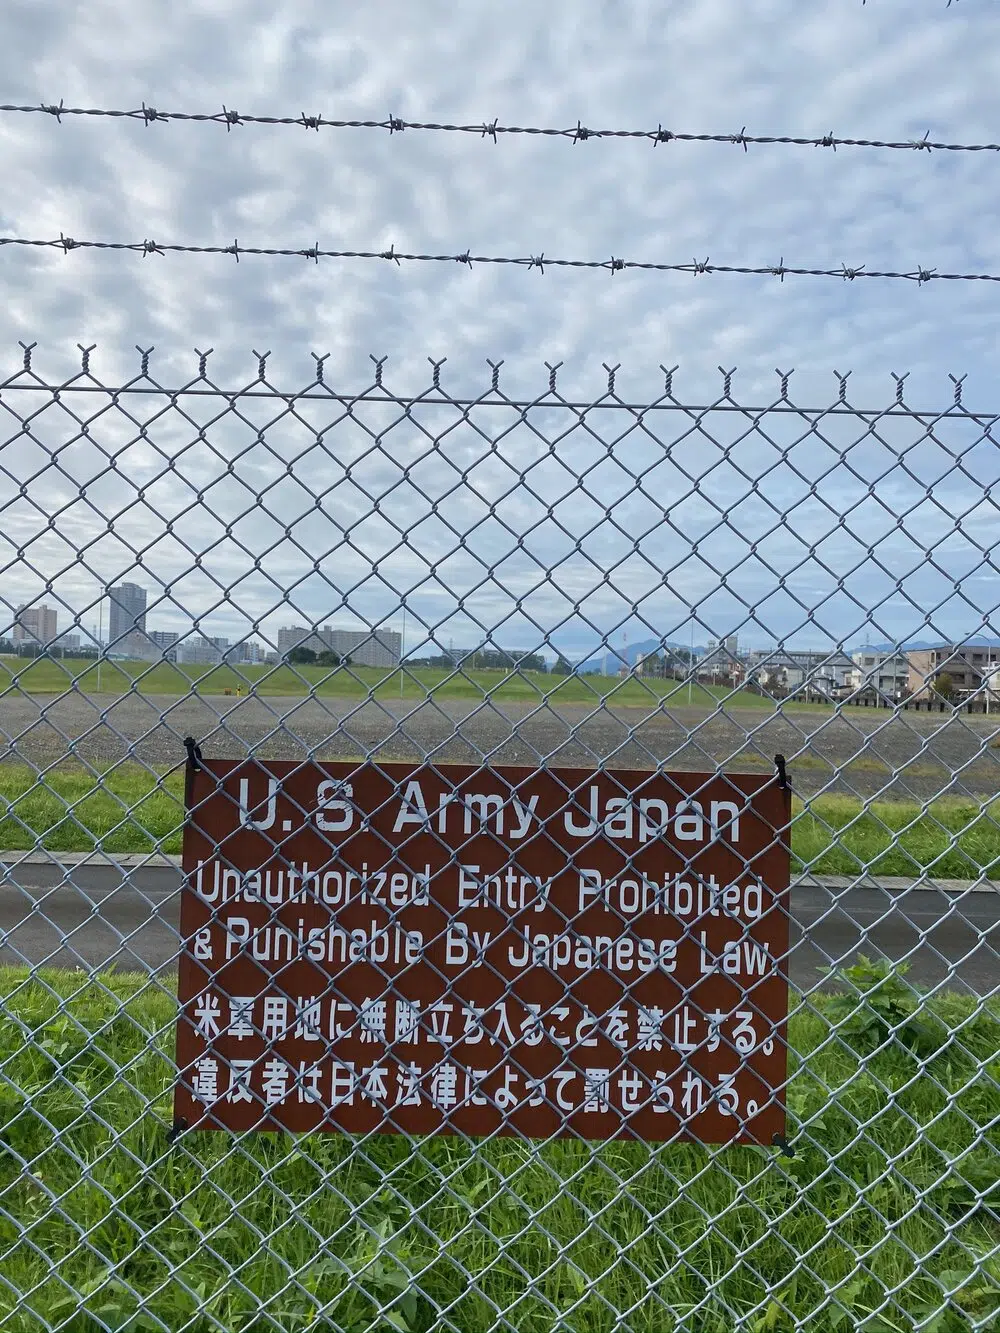 U. S. Army Japan
Unauthorized Entry Prohibited
& Punishable By Japanese Law.
米軍用地に無断立ち入ることを禁止する。
違反者は日本法律によって罰せられる。